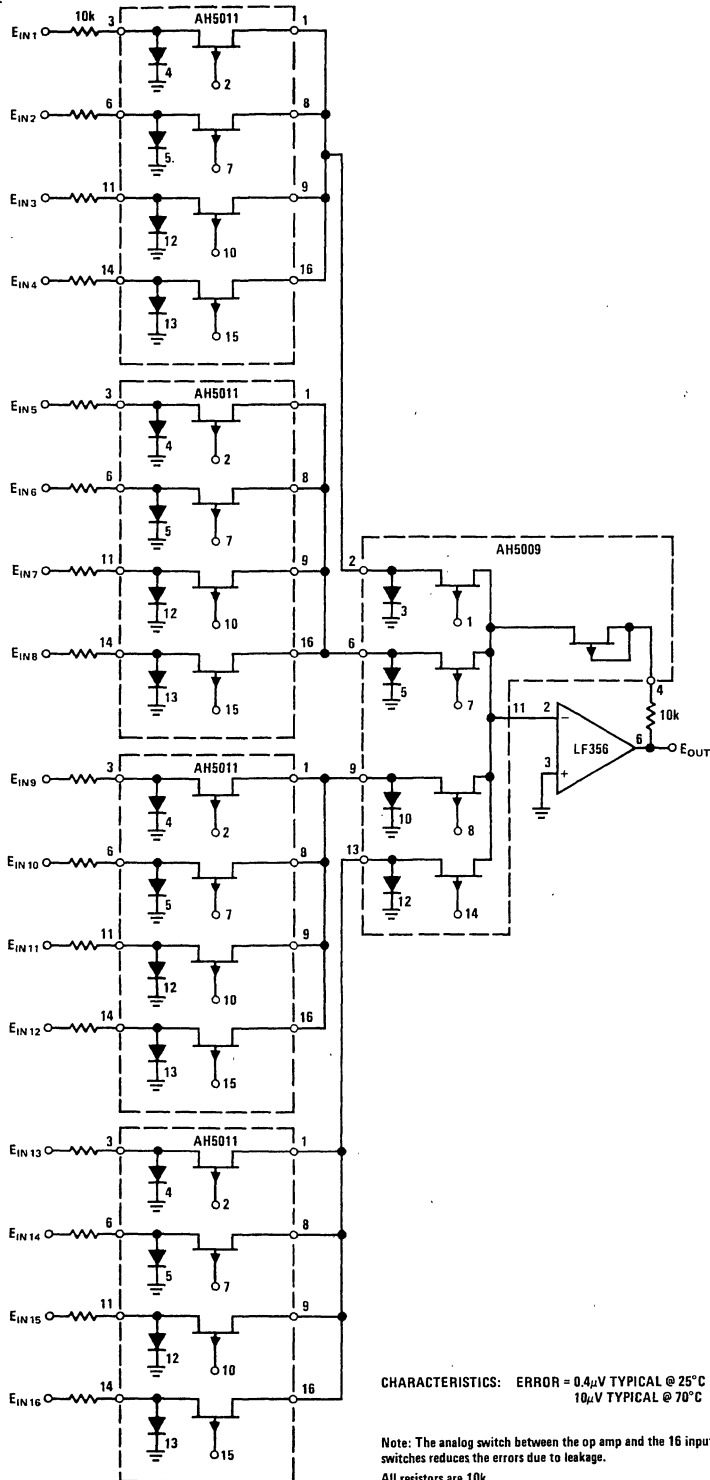 10k
AH5011
EIN1 3 1
4
2
EIN2 6 8
5.
7
EIN3 11 9
12
10
EIN4 14 16
13
15
AH5011
EIN5 3 1
4
2
EIN6 6 8
5
7
EIN7 11 9
12
10
EIN8 14 16
13
15
AH5009
2
3
1
6
5
7
4
10k
11 2
LF356
6 EOUT
3
9
10
8
13
12
14
AH5011
EIN9 3 1
4
2
EIN10 6 8
5
7
EIN11 11 9
12
10
EIN12 14 16
13
15
AH5011
EIN13 3 1
4
2
EIN14 6 8
5
7
EIN15 11 9
12
10
EIN16 14 16
13
15
CHARACTERISTICS: ERROR = 0.4μV TYPICAL @ 25°C
10μV TYPICAL @ 70°C
Note: The analog switch between the op amp and the 16 input
switches reduces the errors due to leakage.
All resistors are 10k